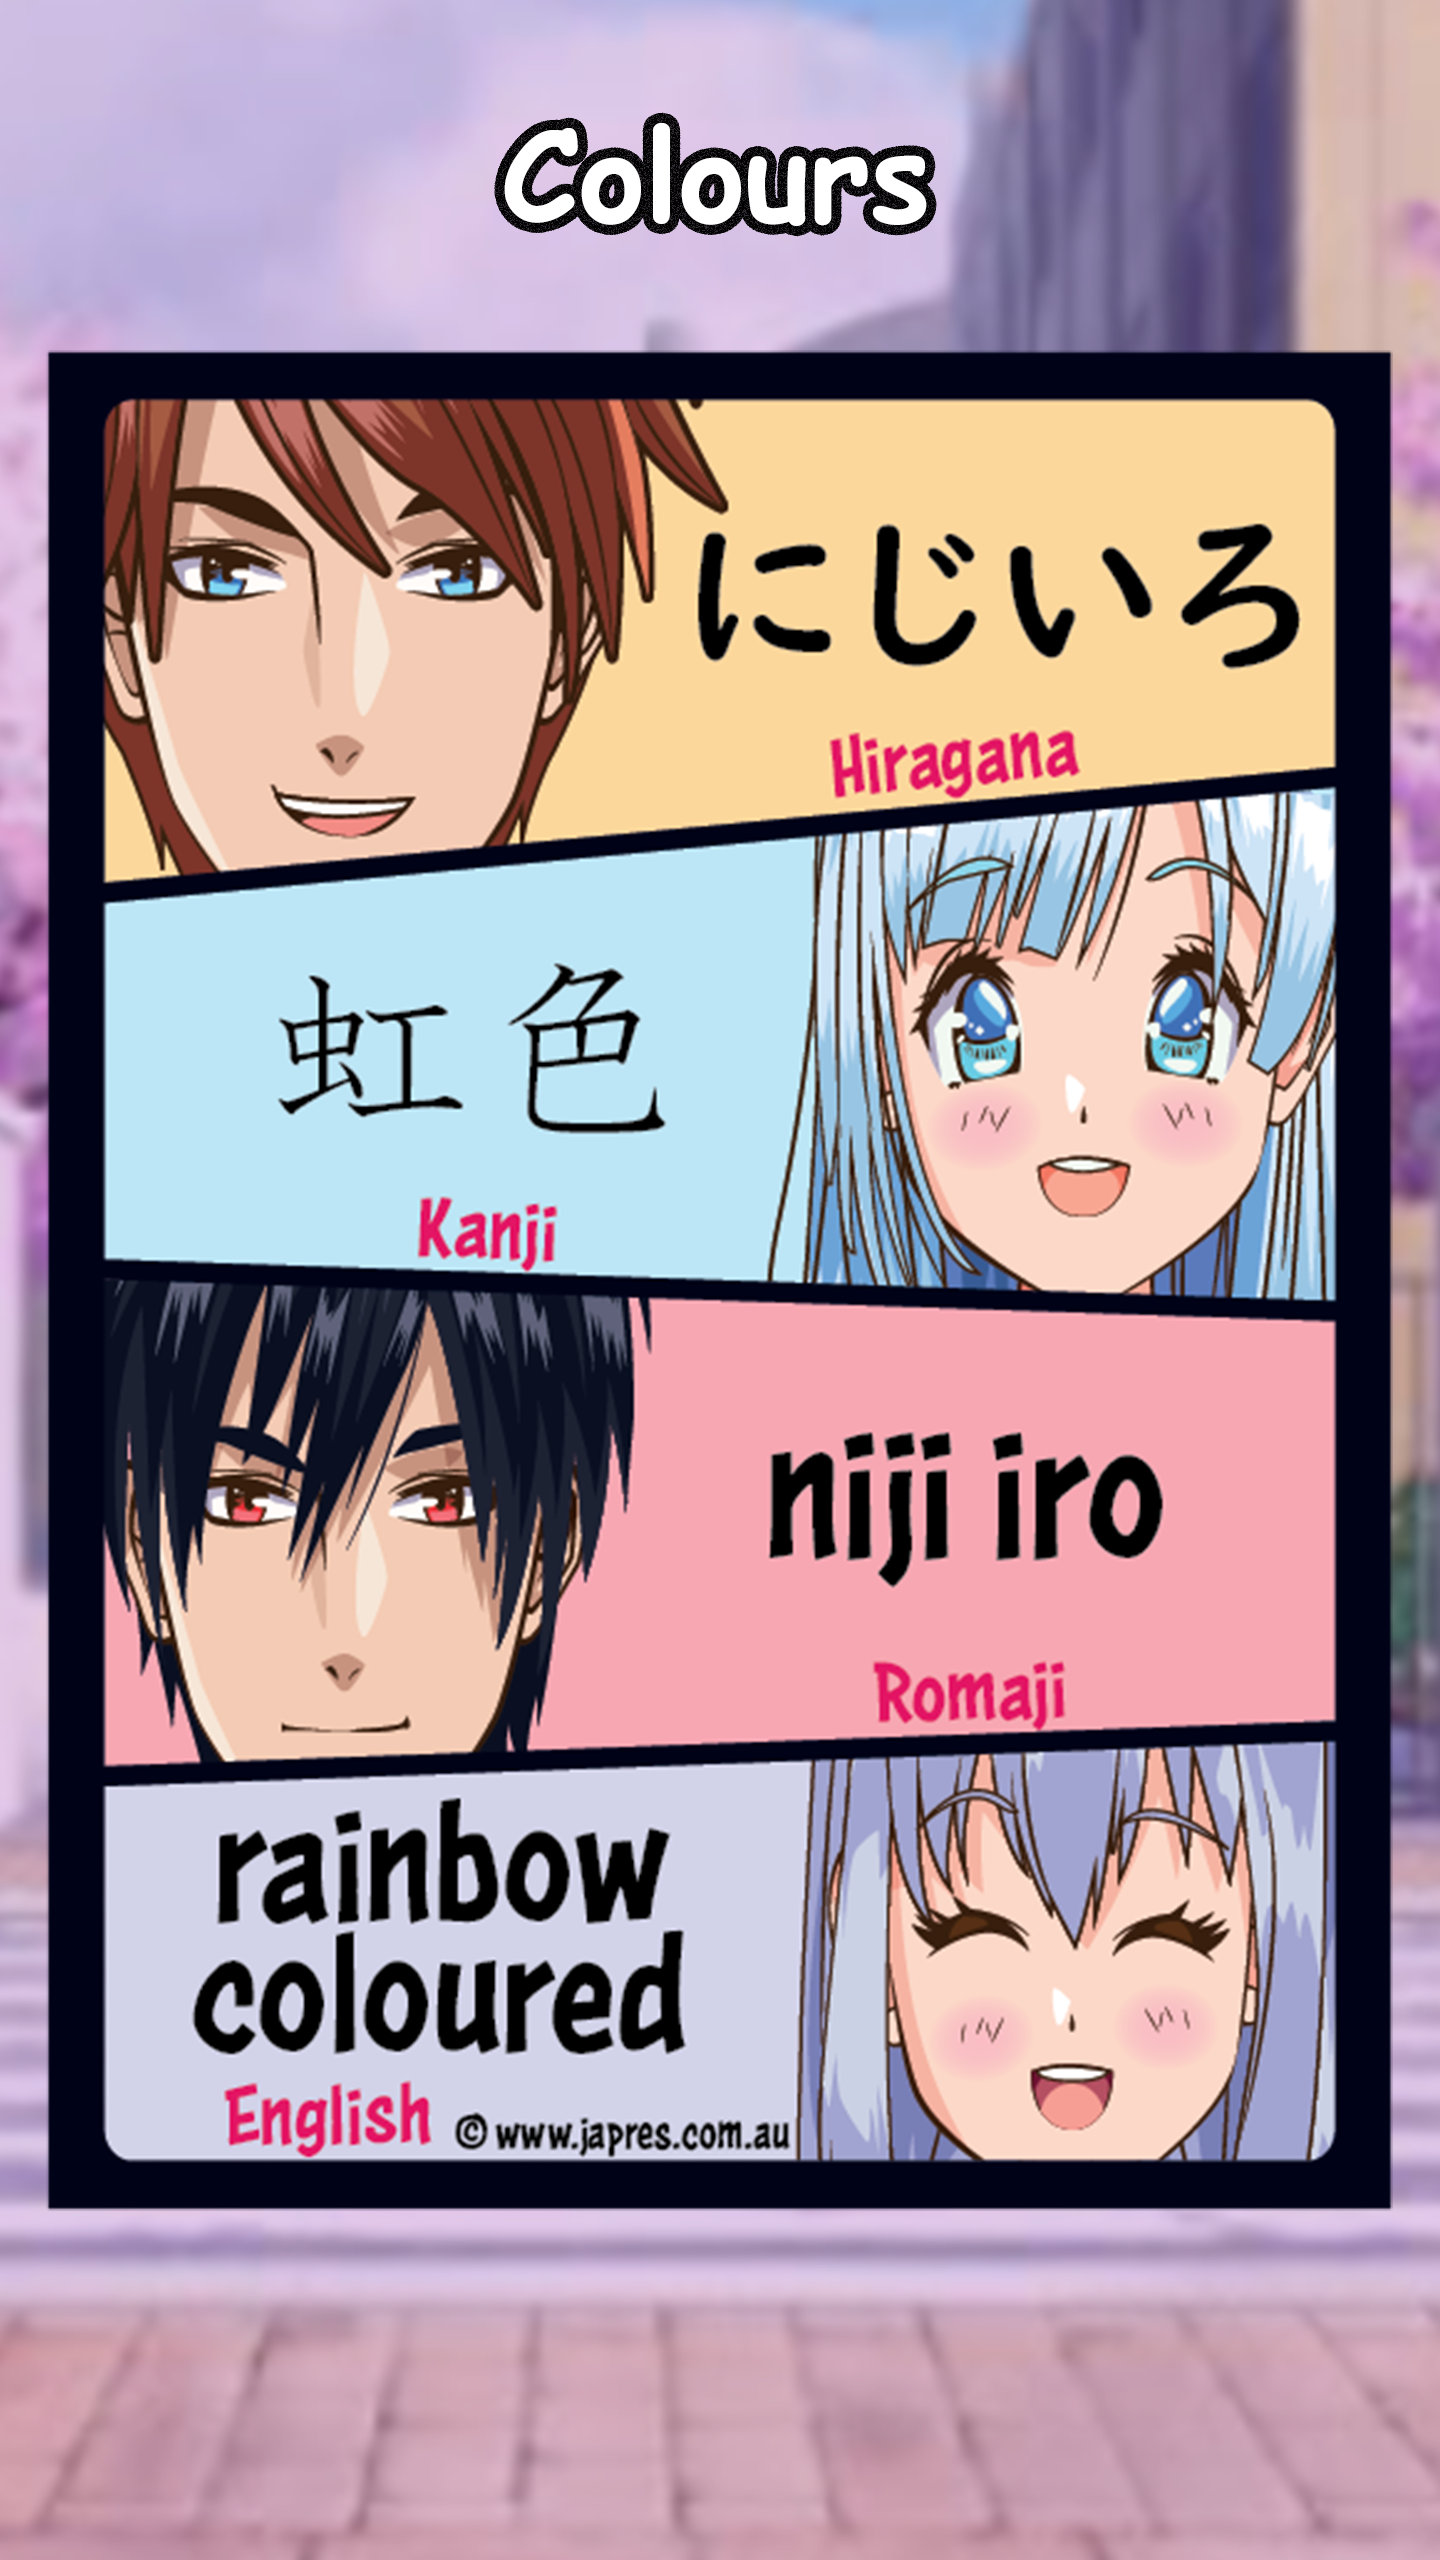 Colours
にじいろ
Hiragana
虹色
Kanji
niji iro
Romaji
rainbow
coloured
English © www.japres.com.au